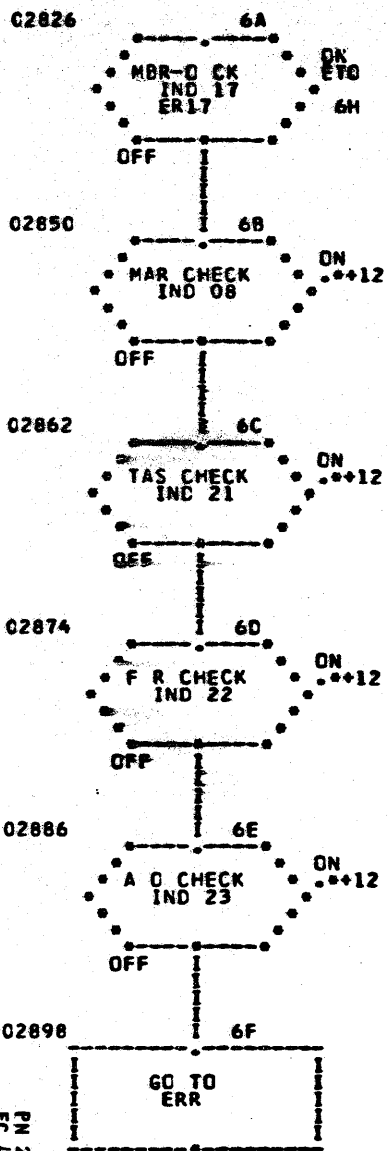 02826 6A
MBR-O CK ON
IND 17 ETO
ER17 6H
OFF
02850 6B
MAR CHECK ON
IND 08 +12
OFF
02862 6C
TAS CHECK ON
IND 21 +12
OFF
02874 6D
F R CHECK ON
IND 22 +12
OFF
02886 6E
A O CHECK ON
IND 23 +12
OFF
02898 6F
GO TO
ERR
PN 2